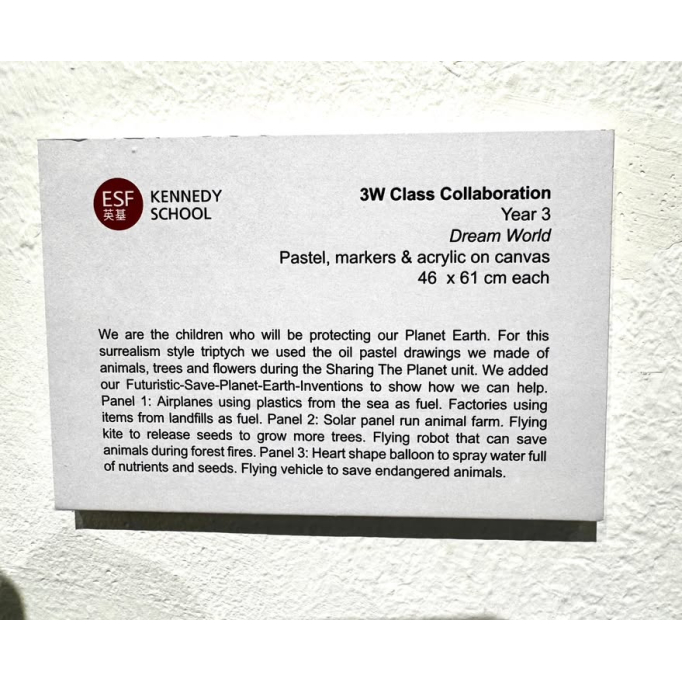 ESF
英基
KENNEDY
SCHOOL
3W Class Collaboration
Year 3
Dream World
Pastel, markers & acrylic on canvas
46 x 61 cm each
We are the children who will be protecting our Planet Earth. For this
surrealism style triptych we used the oil pastel drawings we made of
animals, trees and flowers during the Sharing The Planet unit. We added
our Futuristic-Save-Planet-Earth-Inventions to show how we can help.
Panel 1: Airplanes using plastics from the sea as fuel. Factories using
items from landfills as fuel. Panel 2: Solar panel run animal farm. Flying
kite to release seeds to grow more trees. Flying robot that can save
animals during forest fires. Panel 3: Heart shape balloon to spray water full
of nutrients and seeds. Flying vehicle to save endangered animals.